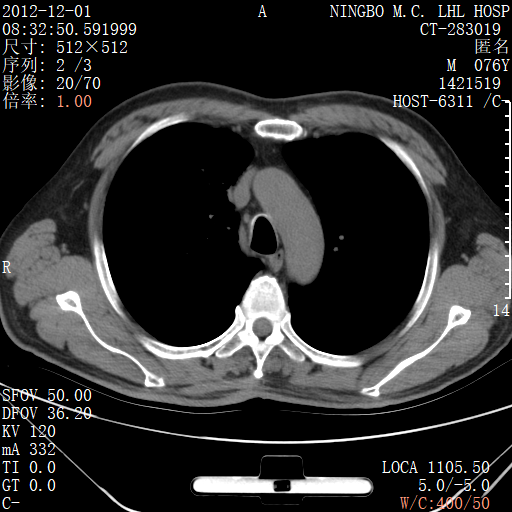 2012-12-01
08:32:50.591999
尺寸: 512×512
序列: 2 /3
影像: 20/70
倍率: 1.00
A
NINGBO M.C. LHL HOSP
CT-283019
匿名
M 076Y
1421519
HOST-6311 /C-
R
14
SFOV 50.00
DFOV 36.20
KV 120
mA 332
TI 0.0
GT 0.0
C-
LOCA 1105.50
5.0/-5.0
W/C:400/50